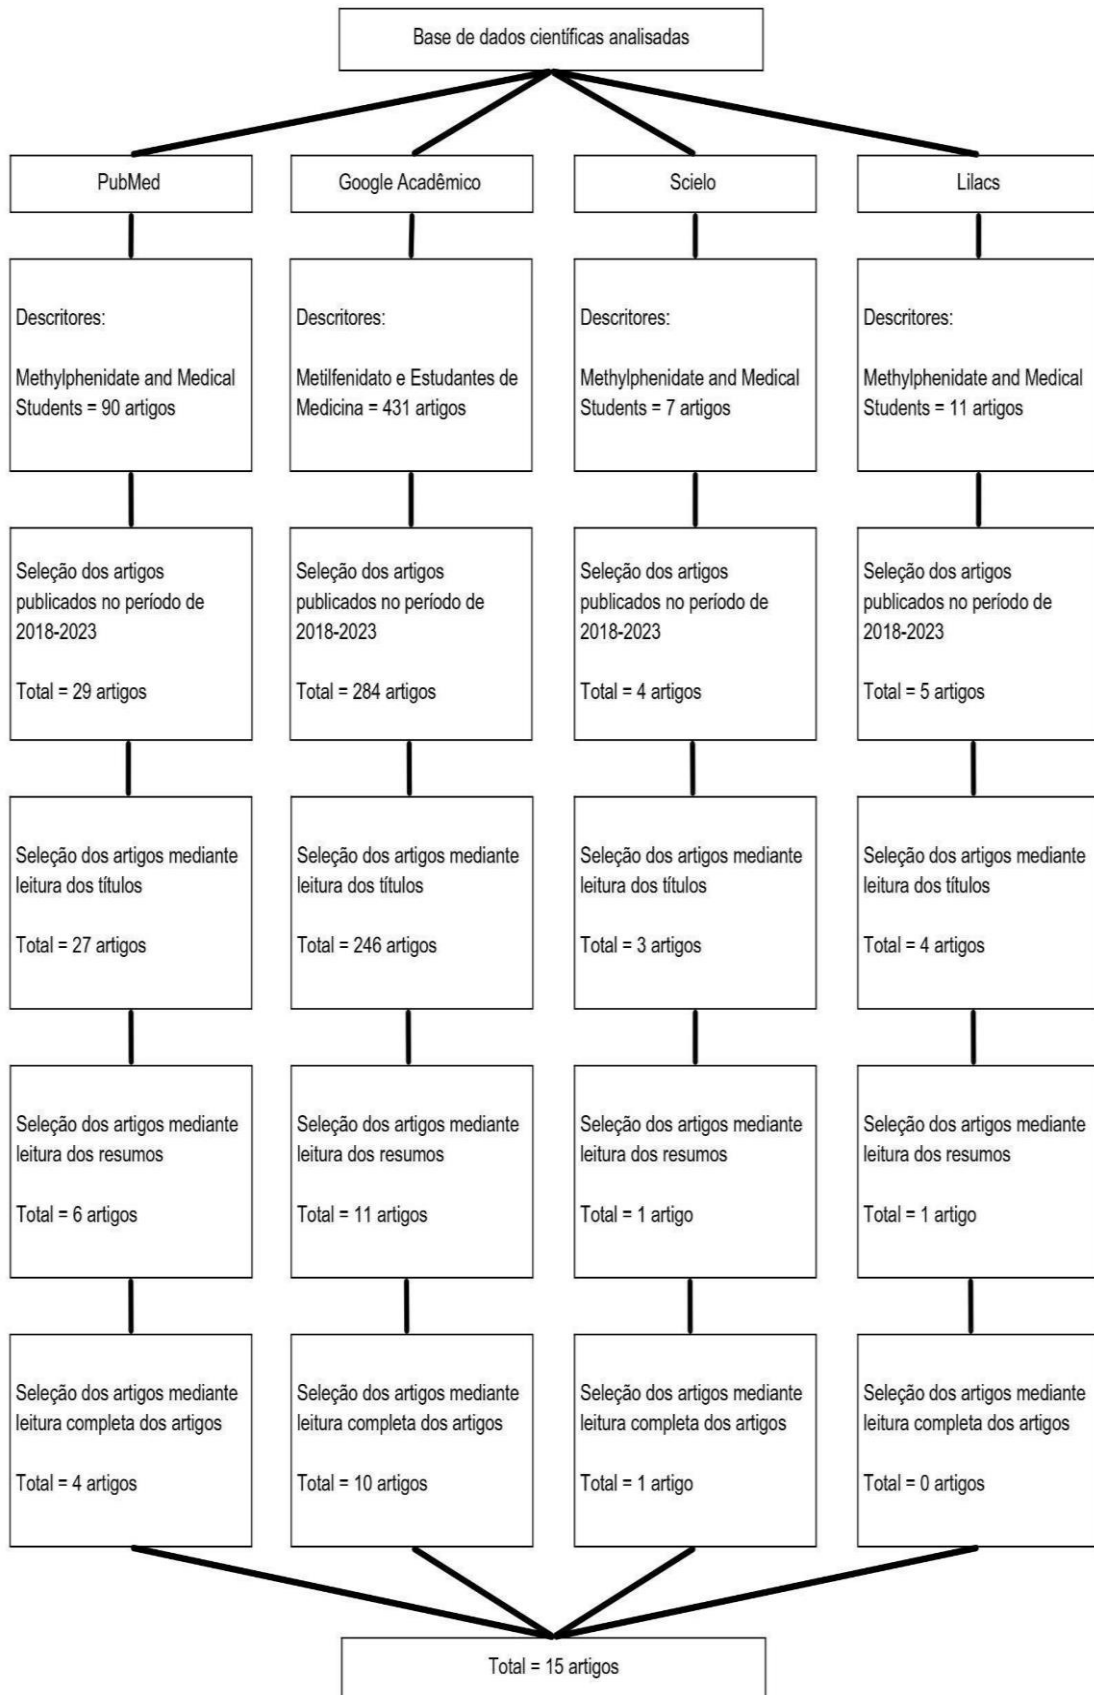 Base de dados científicas analisadas
PubMed
Google Acadêmico
Scielo
Lilacs
Descritores:
Methylphenidate and Medical
Students = 90 artigos
Descritores:
Metilfenidato e Estudantes de
Medicina = 431 artigos
Descritores:
Methylphenidate and Medical
Students = 7 artigos
Descritores:
Methylphenidate and Medical
Students = 11 artigos
Seleção dos artigos
publicados no período de
2018-2023
Total = 29 artigos
Seleção dos artigos
publicados no período de
2018-2023
Total = 284 artigos
Seleção dos artigos
publicados no período de
2018-2023
Total = 4 artigos
Seleção dos artigos
publicados no período de
2018-2023
Total = 5 artigos
Seleção dos artigos mediante
leitura dos títulos
Total = 27 artigos
Seleção dos artigos mediante
leitura dos títulos
Total = 246 artigos
Seleção dos artigos mediante
leitura dos títulos
Total = 3 artigos
Seleção dos artigos mediante
leitura dos títulos
Total = 4 artigos
Seleção dos artigos mediante
leitura dos resumos
Total = 6 artigos
Seleção dos artigos mediante
leitura dos resumos
Total = 11 artigos
Seleção dos artigos mediante
leitura dos resumos
Total = 1 artigo
Seleção dos artigos mediante
leitura dos resumos
Total = 1 artigo
Seleção dos artigos mediante
leitura completa dos artigos
Total = 4 artigos
Seleção dos artigos mediante
leitura completa dos artigos
Total = 10 artigos
Seleção dos artigos mediante
leitura completa dos artigos
Total = 1 artigo
Seleção dos artigos mediante
leitura completa dos artigos
Total = 0 artigos
Total = 15 artigos